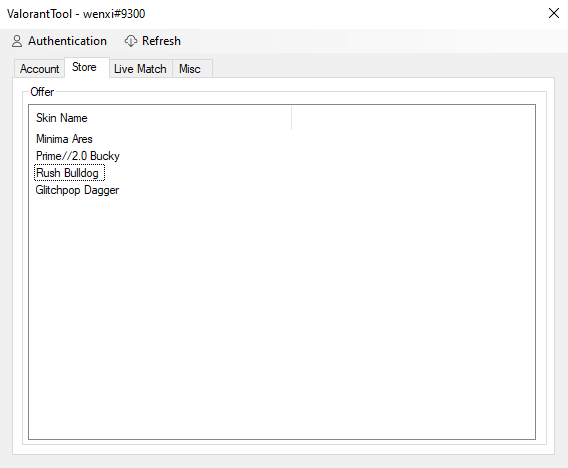 ValorantTool - wenxi#9300
Authentication Refresh
Account Store Live Match Misc
Offer
Skin Name
Minima Ares
Prime//2.0 Bucky
Rush Bulldog
Glitchpop Dagger